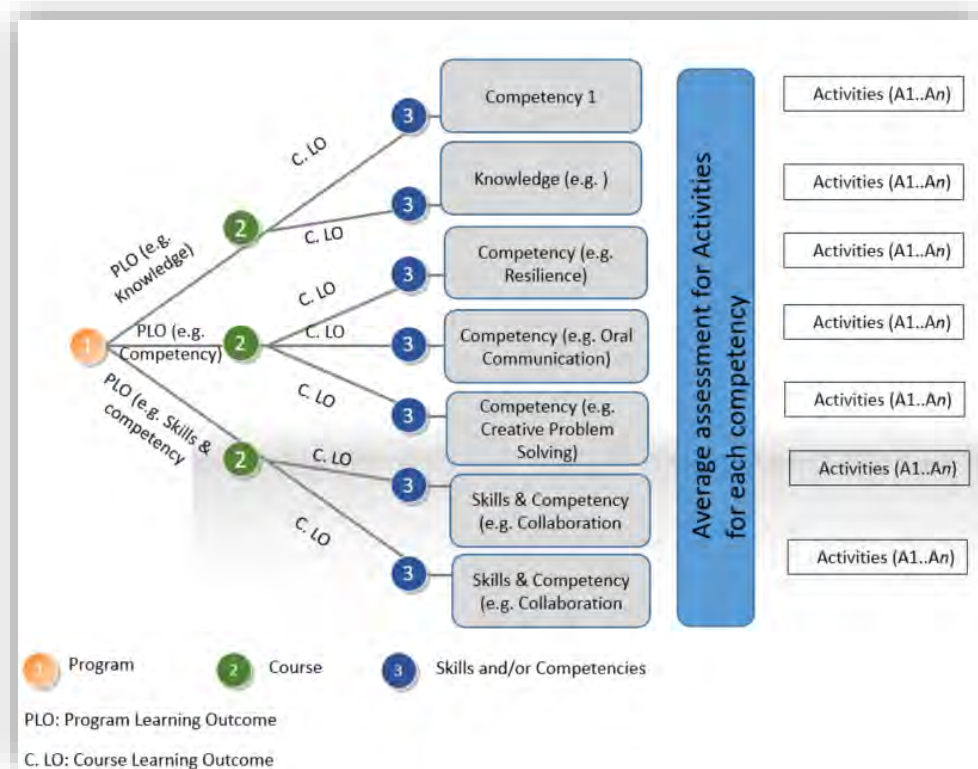 3
Competency 1
Activities (A1..An)
C. LO
2
3
Knowledge (e.g. )
Activities (A1..An)
C. LO
PLO (e.g.
Knowledge)
3
Competency (e.g.
Resilience)
Activities (A1..An)
C. LO
1
PLO (e.g.
Competency)
2
C. LO
3
Competency (e.g. Oral
Communication)
Activities (A1..An)
C. LO
3
Competency (e.g.
Creative Problem
Solving)
Activities (A1..An)
PLO (e.g. Skills &
competency
2
C. LO
3
Skills & Competency
(e.g. Collaboration
Activities (A1..An)
C. LO
3
Skills & Competency
(e.g. Collaboration
Activities (A1..An)
Average assessment for Activities
for each competency
1 Program
2 Course
3 Skills and/or Competencies
PLO: Program Learning Outcome
C. LO: Course Learning Outcome